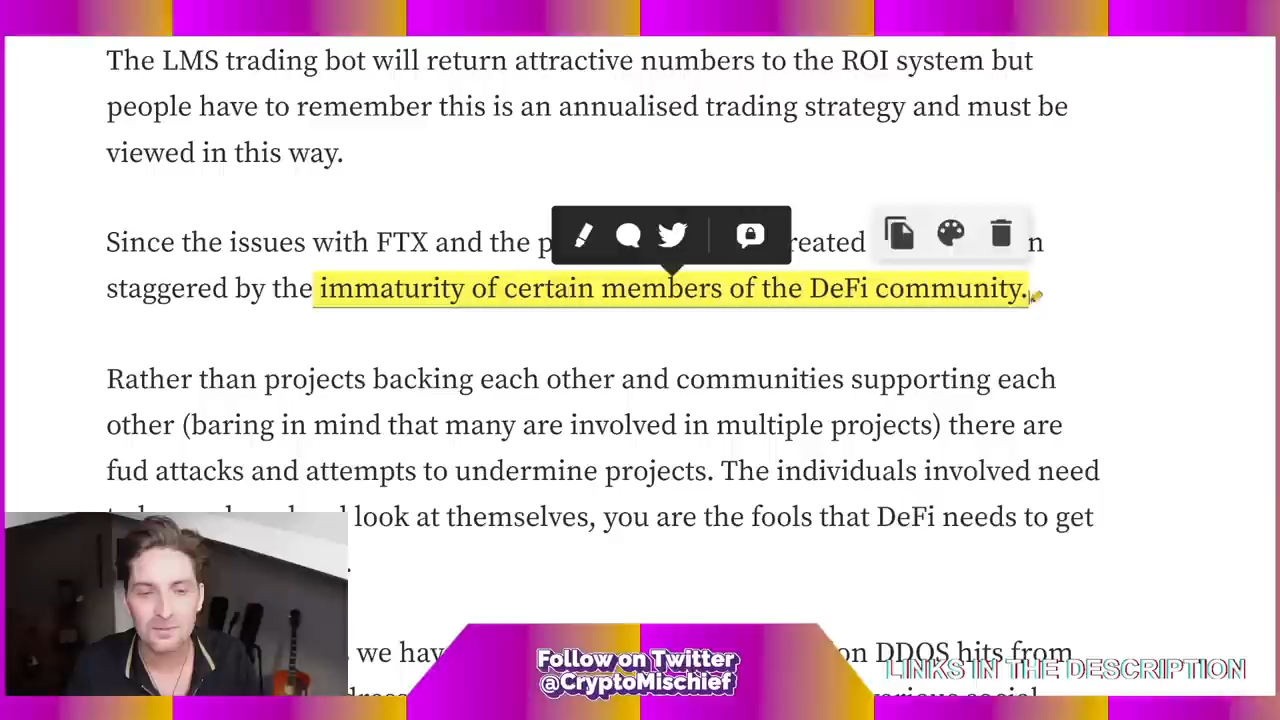 The LMS trading bot will return attractive numbers to the ROI system but
people have to remember this is an annualised trading strategy and must be
viewed in this way.
Since the issues with FTX and the
staggered by the immaturity of certain members of the DeFi community.
Rather than projects backing each other and communities supporting each
other (baring in mind that many are involved in multiple projects) there are
fud attacks and attempts to undermine projects. The individuals involved need
look at themselves, you are the fools that DeFi needs to get
we have on DDOS hits from
Follow on Twitter
@CryptoMischief
LINKS IN THE DESCRIPTION